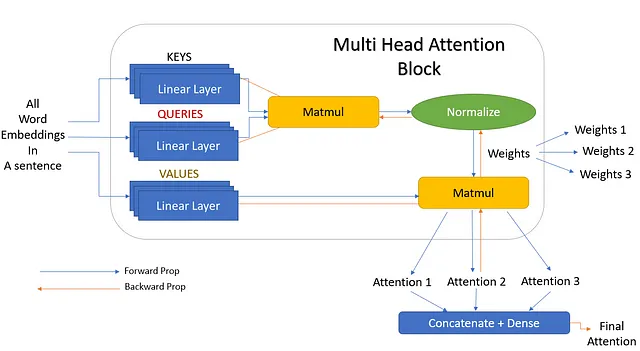 Multi Head Attention
Block
KEYS
Linear Layer
QUERIES
Linear Layer
VALUES
Linear Layer
All
Word
Embeddings
In
A sentence
Matmul
Normalize
Weights
Weights 1
Weights 2
Weights 3
Matmul
Forward Prop
Backward Prop
Attention 1
Attention 2
Attention 3
Concatenate + Dense
Final
Attention